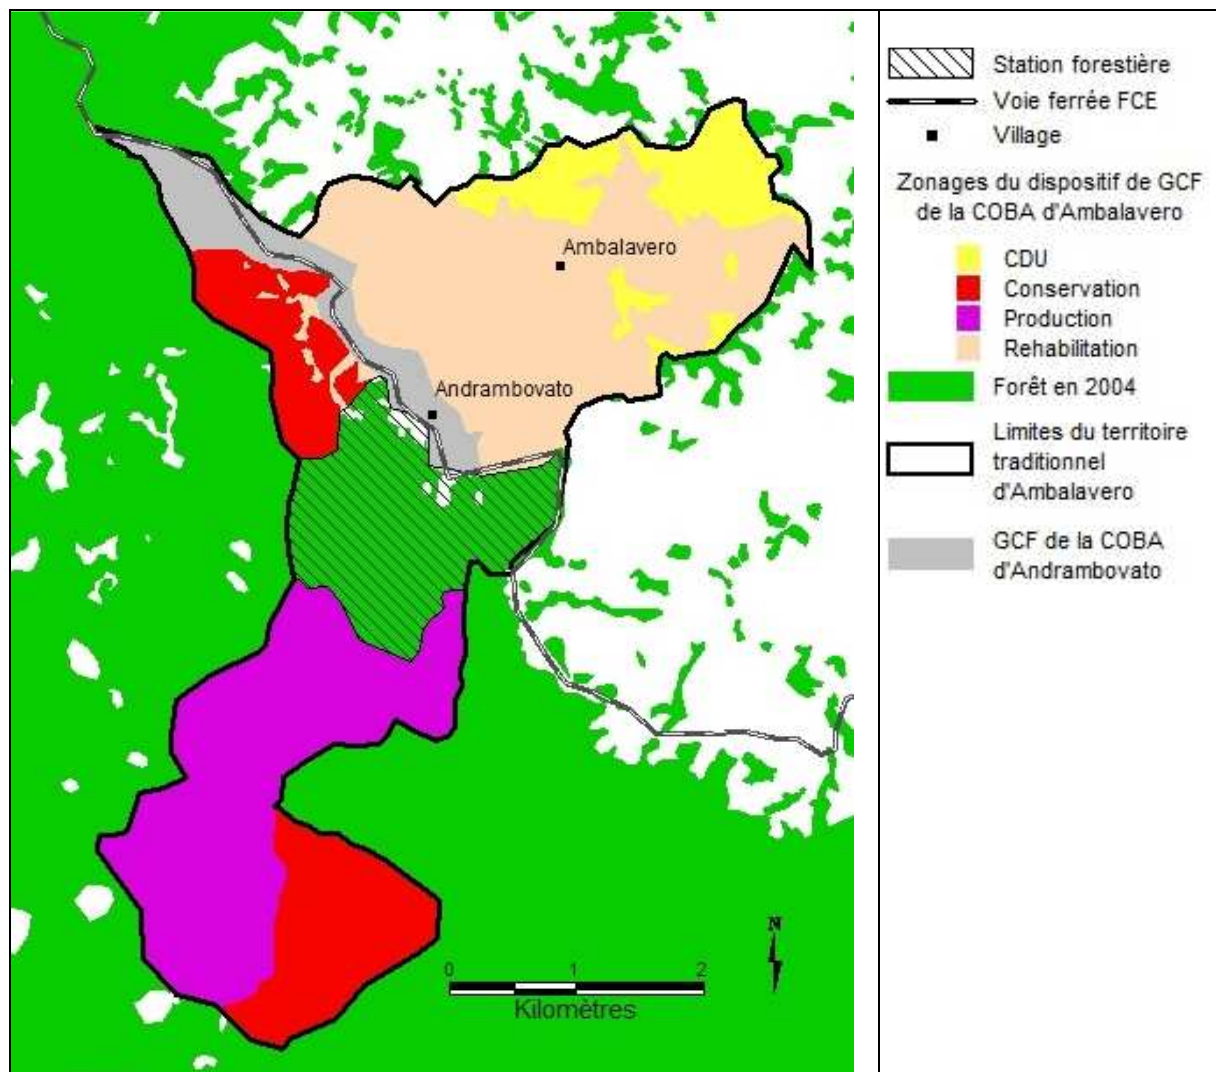 Ambalavero
Andrambovato
N
0 1 2
Kilomètres
Station forestière
Voie ferrée FCE
Village
Zonages du dispositif de GCF
de la COBA d'Ambalavero
CDU
Conservation
Production
Rehabilitation
Forêt en 2004
Limites du territoire
traditionnel
d'Ambalavero
GCF de la COBA
d'Andrambovato